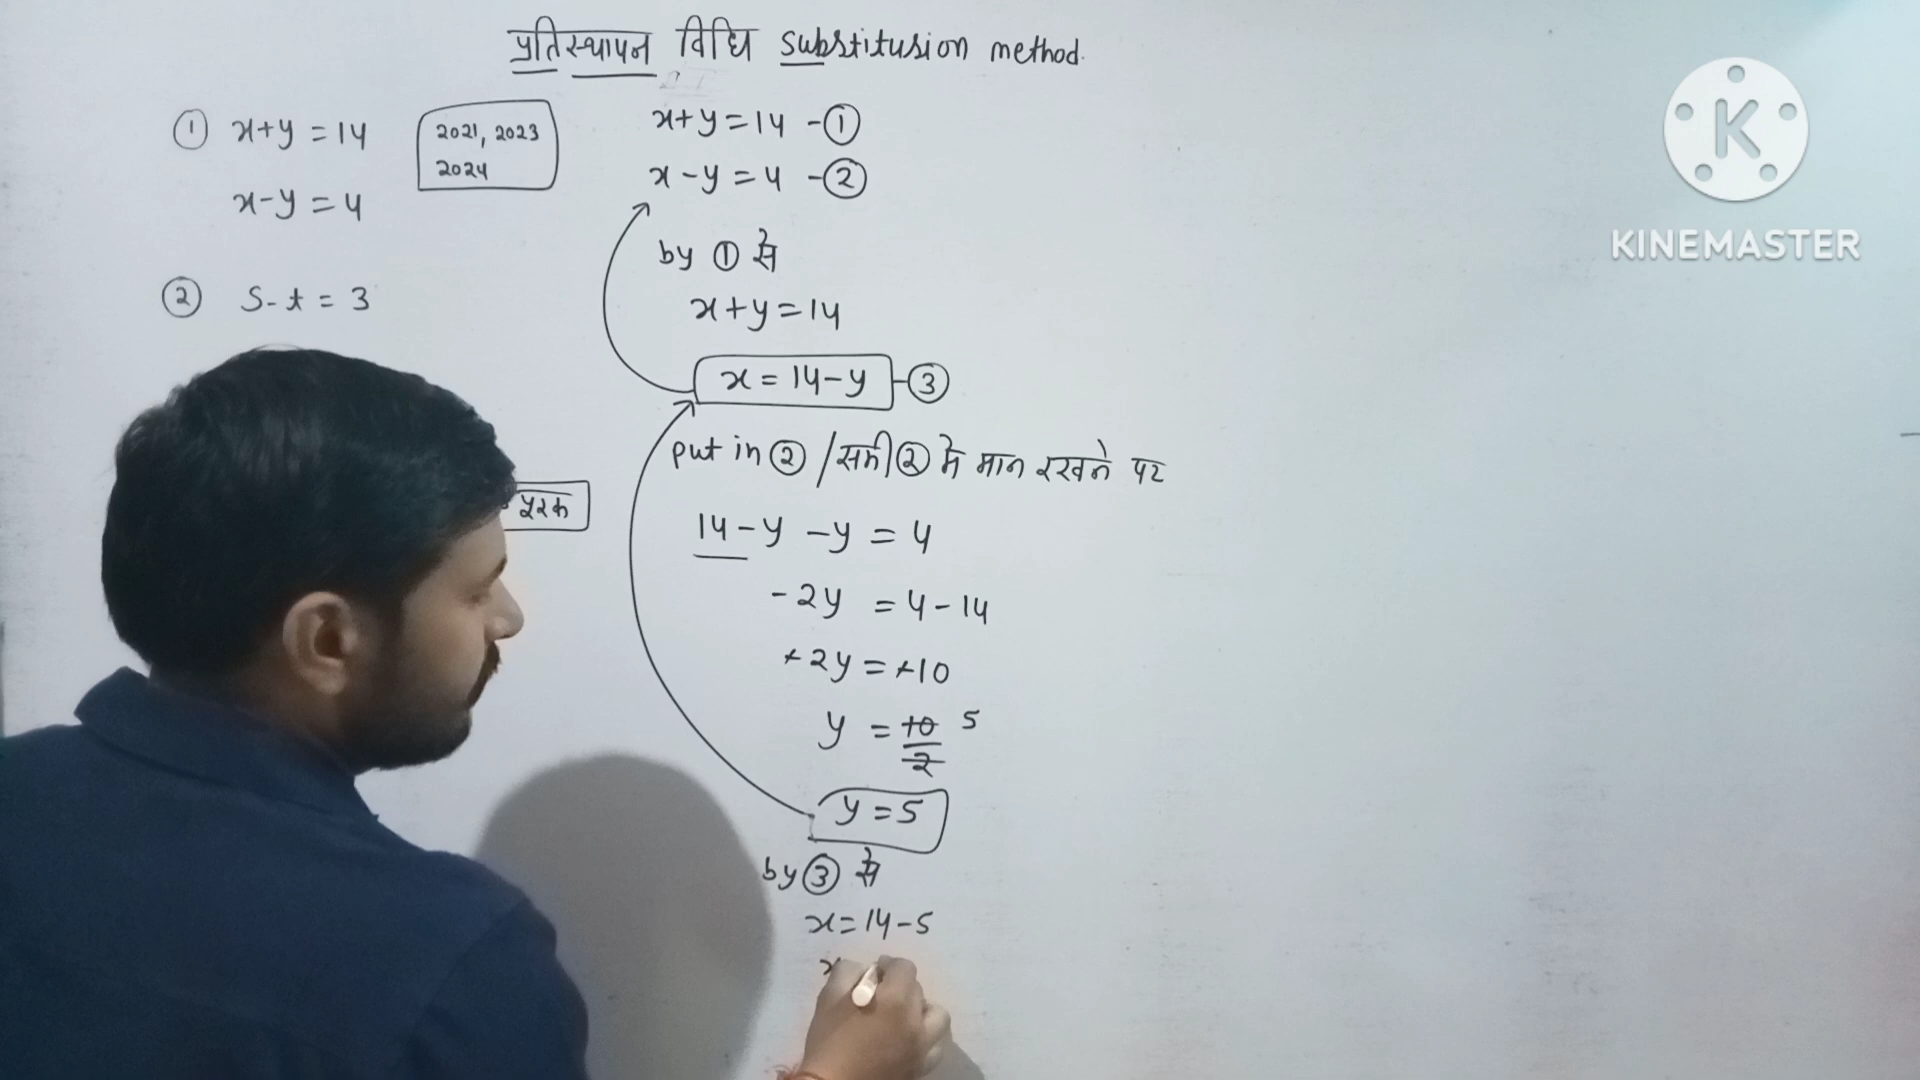 प्रतिस्थापन विधि substitusion method.
① x+y = 14
x-y = 4
2021, 2023
2024
② s-t = 3
पूरक
x+y = 14 -①
x-y = 4 -②
by ① से
x+y = 14
x = 14-y -③
put in ② / समी ② मे मान रखने पर
14-y -y = 4
-2y = 4-14
-2y = -10
y = 10/2 5
y = 5
by ③ से
x = 14-5
x
K
KINEMASTER